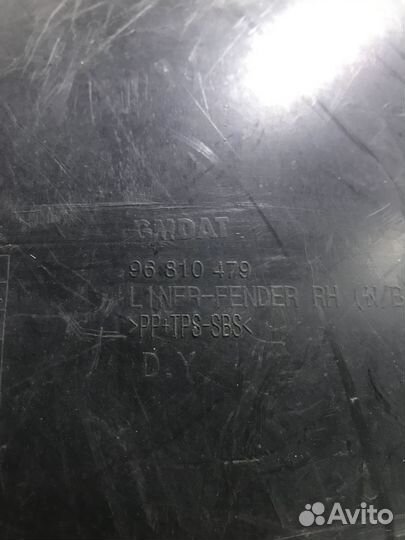 GMDAT
96 810 479
LINER-FENDER RH (W/B
>PP+TPS-SBS<
D.Y
Avito